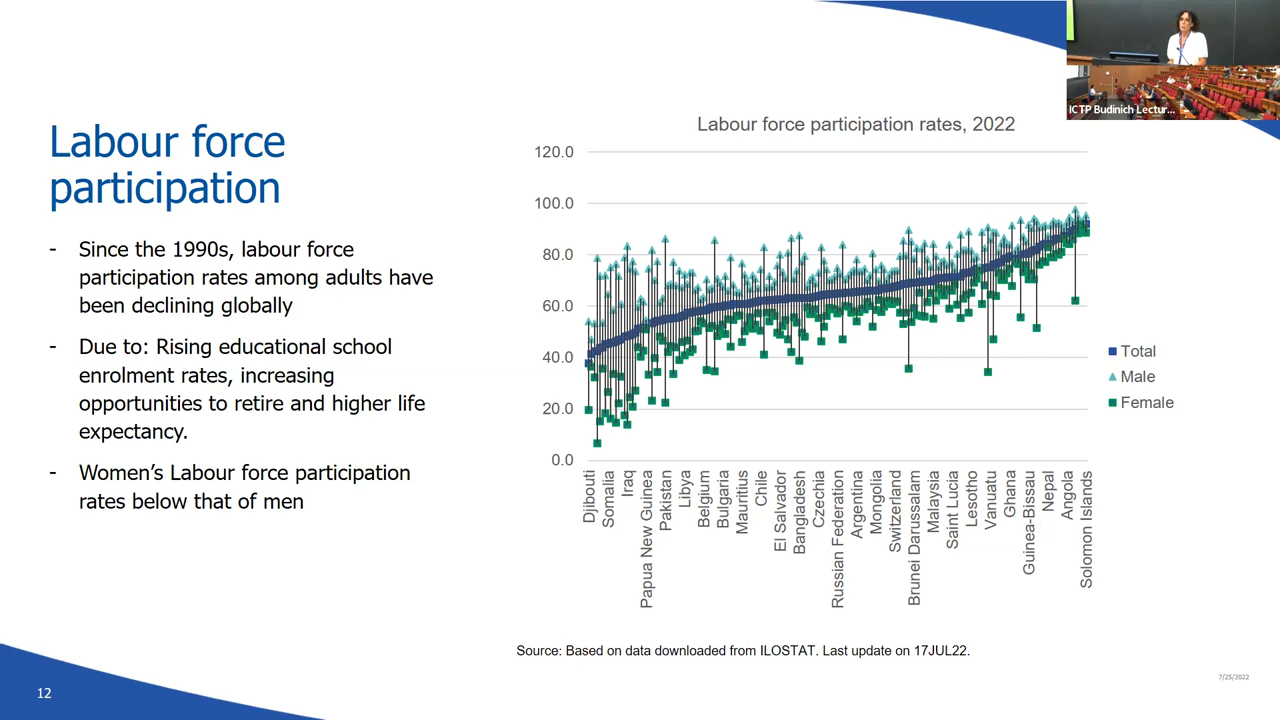 ICTP Budinich Lectur...
Labour force
participation
- Since the 1990s, labour force
participation rates among adults have
been declining globally
- Due to: Rising educational school
enrolment rates, increasing
opportunities to retire and higher life
expectancy.
- Women’s Labour force participation
rates below that of men
Labour force participation rates, 2022
120.0
100.0
80.0
60.0
40.0
20.0
0.0
Total
Male
Female
Djibouti
Somalia
Iraq
Papua New Guinea
Pakistan
Libya
Belgium
Bulgaria
Mauritius
Chile
El Salvador
Bangladesh
Czechia
Russian Federation
Argentina
Mongolia
Switzerland
Brunei Darussalam
Malaysia
Saint Lucia
Lesotho
Vanuatu
Ghana
Guinea-Bissau
Nepal
Angola
Solomon Islands
Source: Based on data downloaded from ILOSTAT. Last update on 17JUL22.
7/25/2022
12